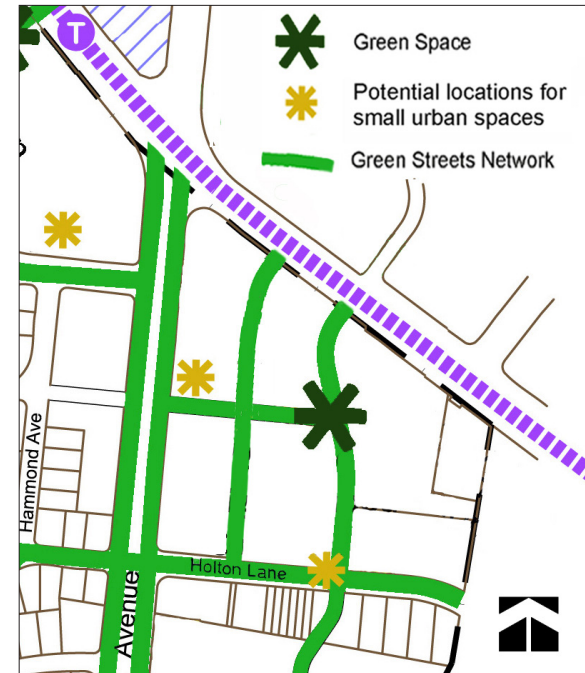 T
Green Space
Potential locations for
small urban spaces
Green Streets Network
Hammond Ave
Holton Lane
Avenue